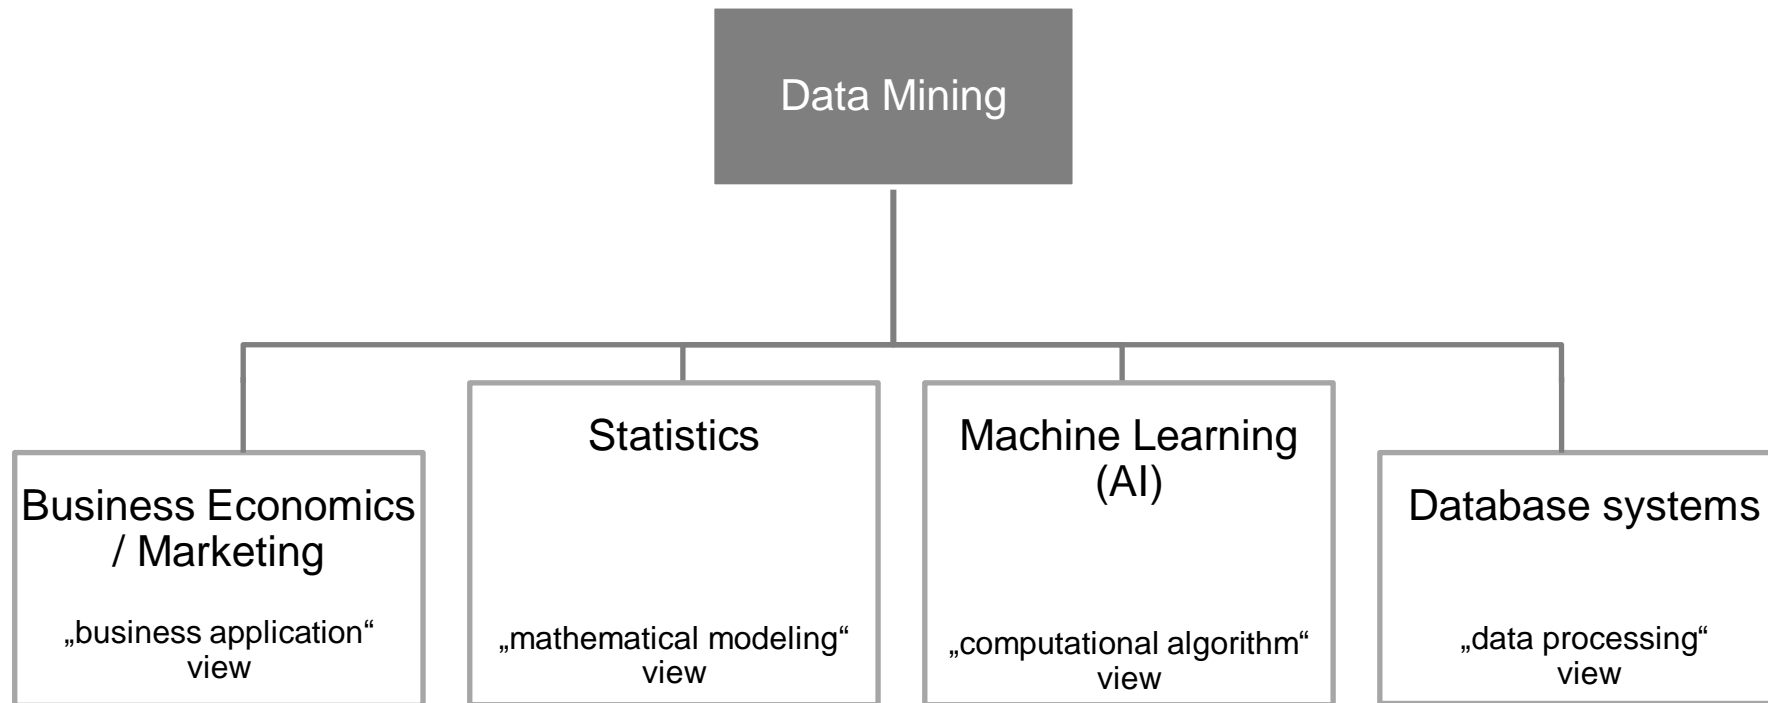 Data Mining
Business Economics
/ Marketing
„business application“
view
Statistics
„mathematical modeling“
view
Machine Learning
(AI)
„computational algorithm“
view
Database systems
„data processing“
view